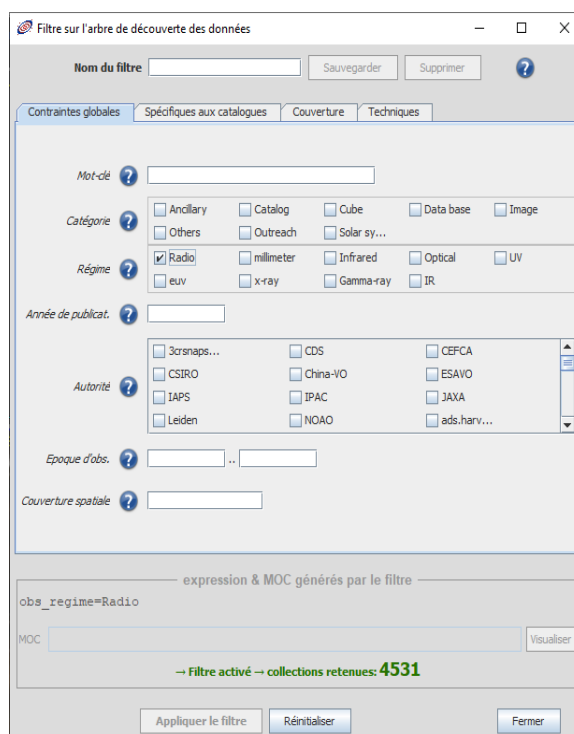 Filtre sur l'arbre de découverte des données
Nom du filtre Sauvegarder Supprimer ?
Contraintes globales Spécifiques aux catalogues Couverture Techniques
Mot-clé ?
Catégorie ? Ancillary Catalog Cube Data base Image
Others Outreach Solar sy...
Régime ? Radio millimeter Infrared Optical UV
euv x-ray Gamma-ray IR
Année de publicat. ?
Autorité ? 3crsnaps... CDS CEFCA
CSIRO China-VO ESAVO
IAPS IPAC JAXA
Leiden NOAO ads.harv...
Epoque d'obs. ? ..
Couverture spatiale ?
expression & MOC générés par le filtre
obs_regime=Radio
MOC Visualiser
→ Filtre activé → collections retenues: 4531
Appliquer le filtre Réinitialiser Fermer